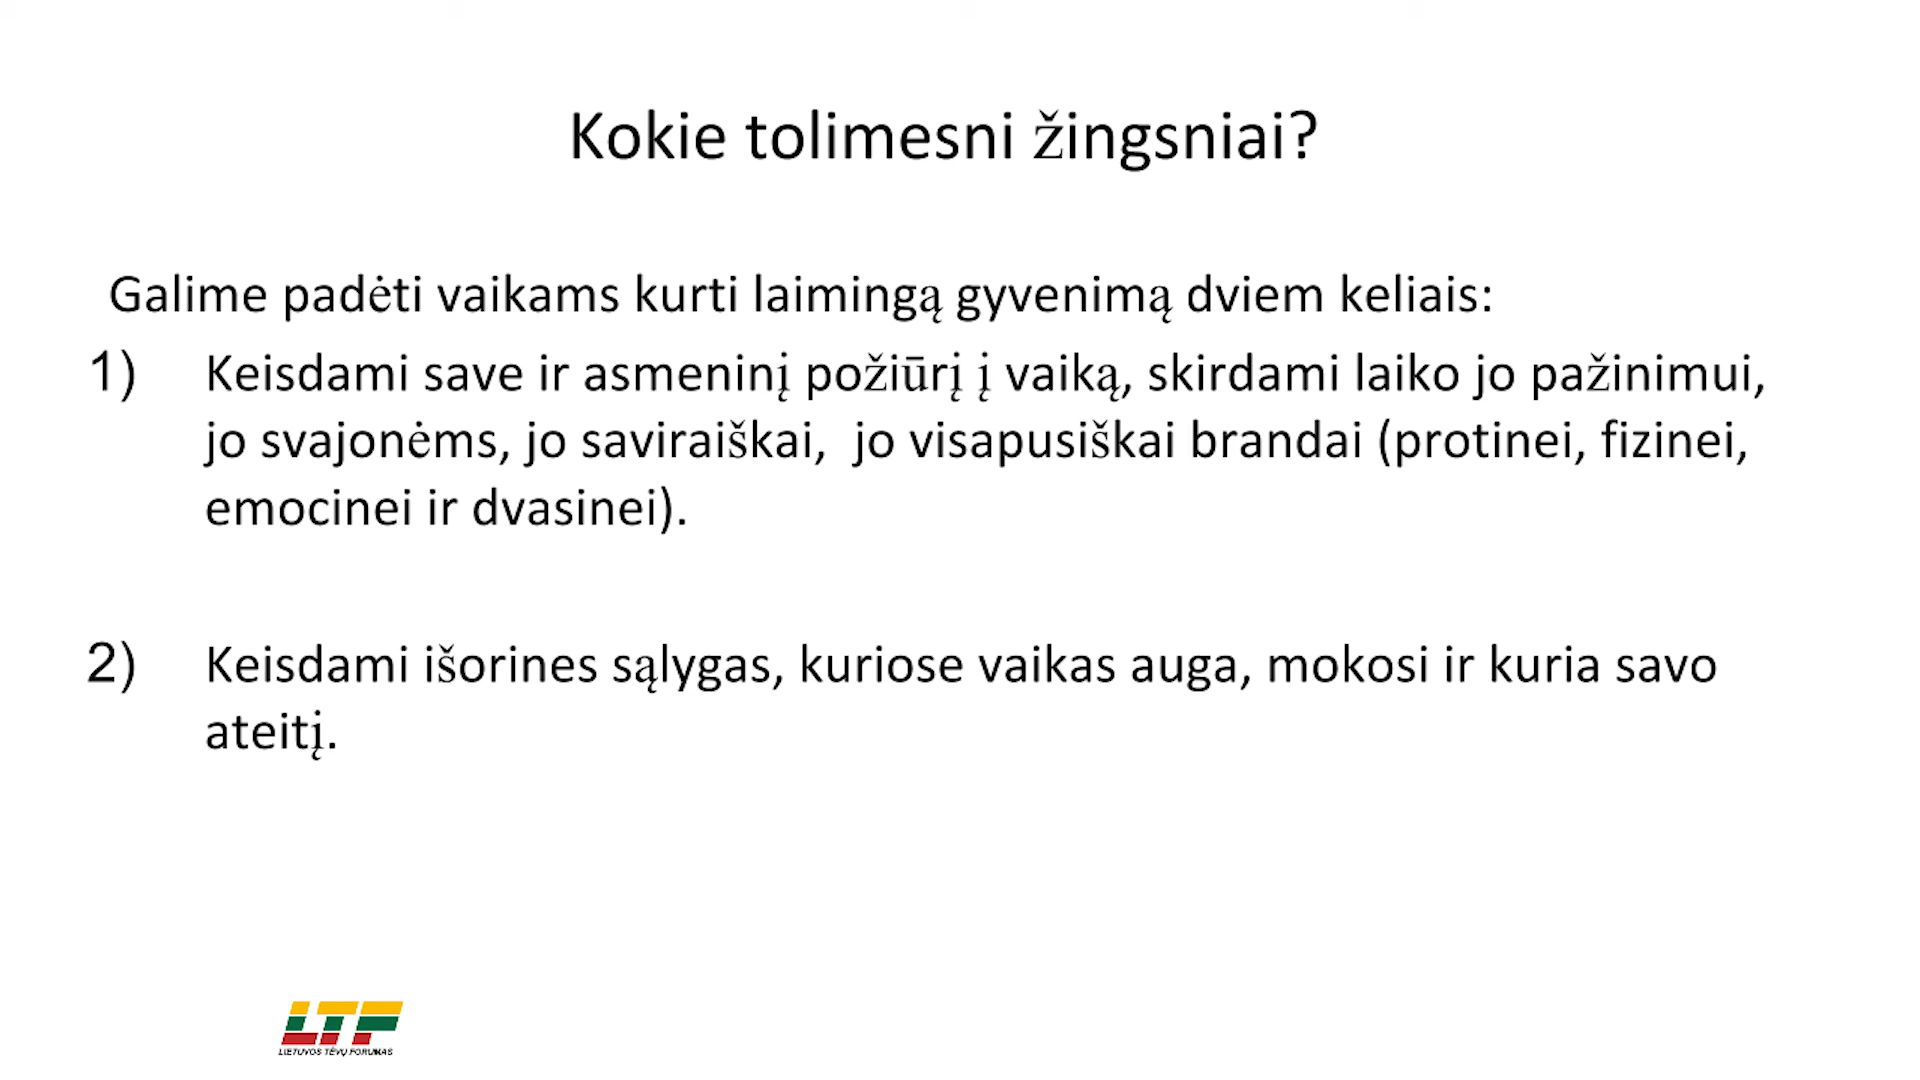 Kokie tolimesni žingsniai?
Galime padėti vaikams kurti laimingą gyvenimą dviem keliais:
1) Keisdami save ir asmeninį požiūrį į vaiką, skirdami laiko jo pažinimui,
jo svajonėms, jo saviraiškai, jo visapusiškai brandai (protinei, fizinei,
emocinei ir dvasinei).
2) Keisdami išorines sąlygas, kuriose vaikas auga, mokosi ir kuria savo
ateitį.
LTF
LIETUVOS TĖVŲ FORUMAS